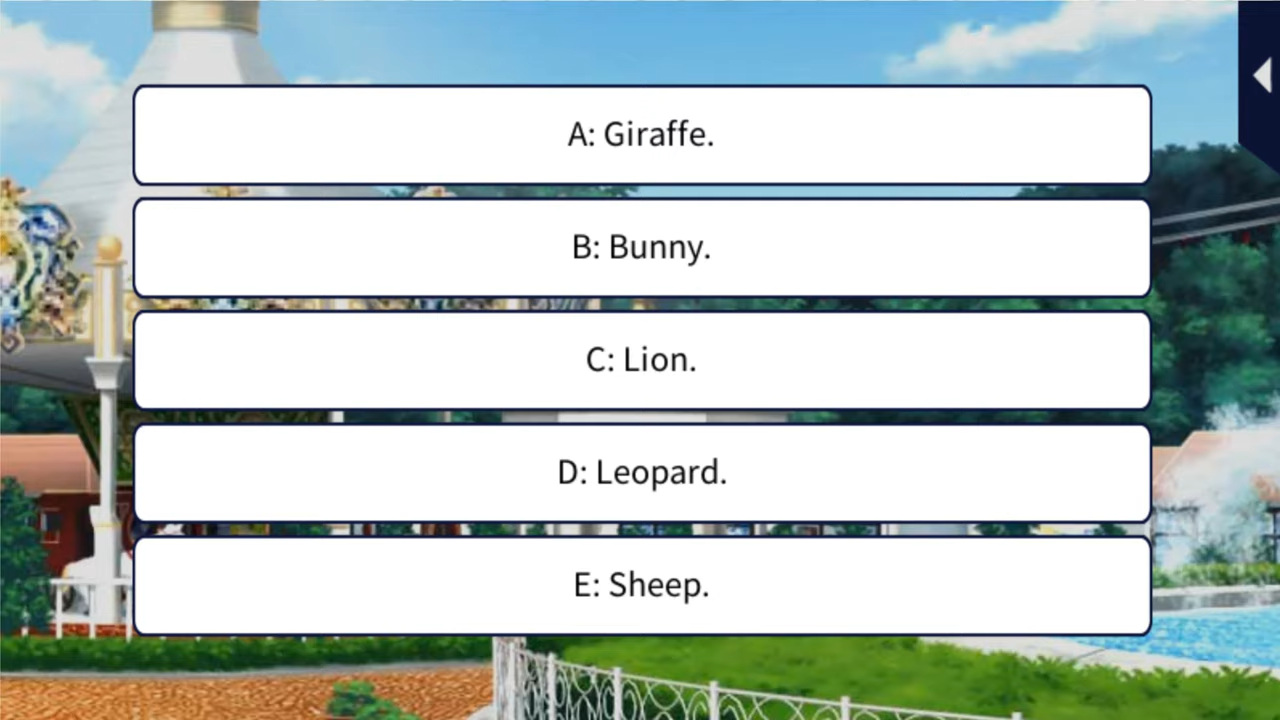 A: Giraffe.
B: Bunny.
C: Lion.
D: Leopard.
E: Sheep.